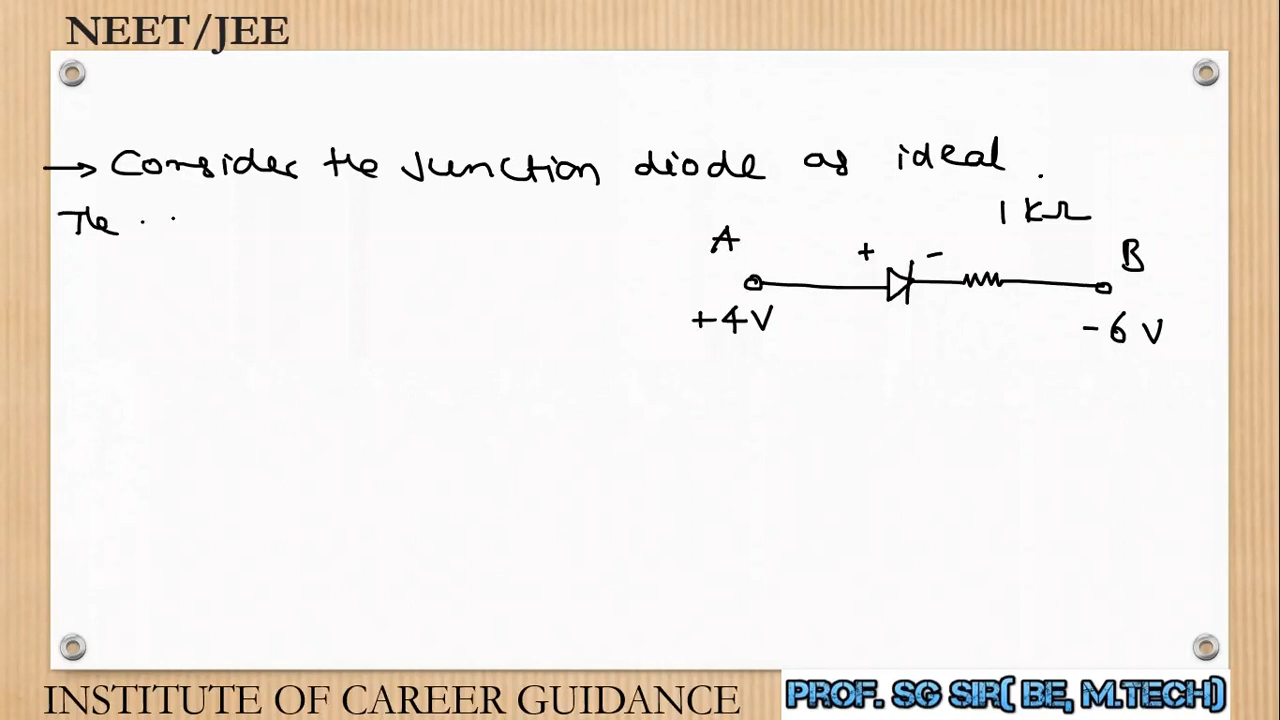 NEET/JEE
→ Consider the junction diode as ideal.
The . .
1 kΩ
A + - B
+4V -6 V
INSTITUTE OF CAREER GUIDANCE
PROF. SG SIR( BE, M.TECH)